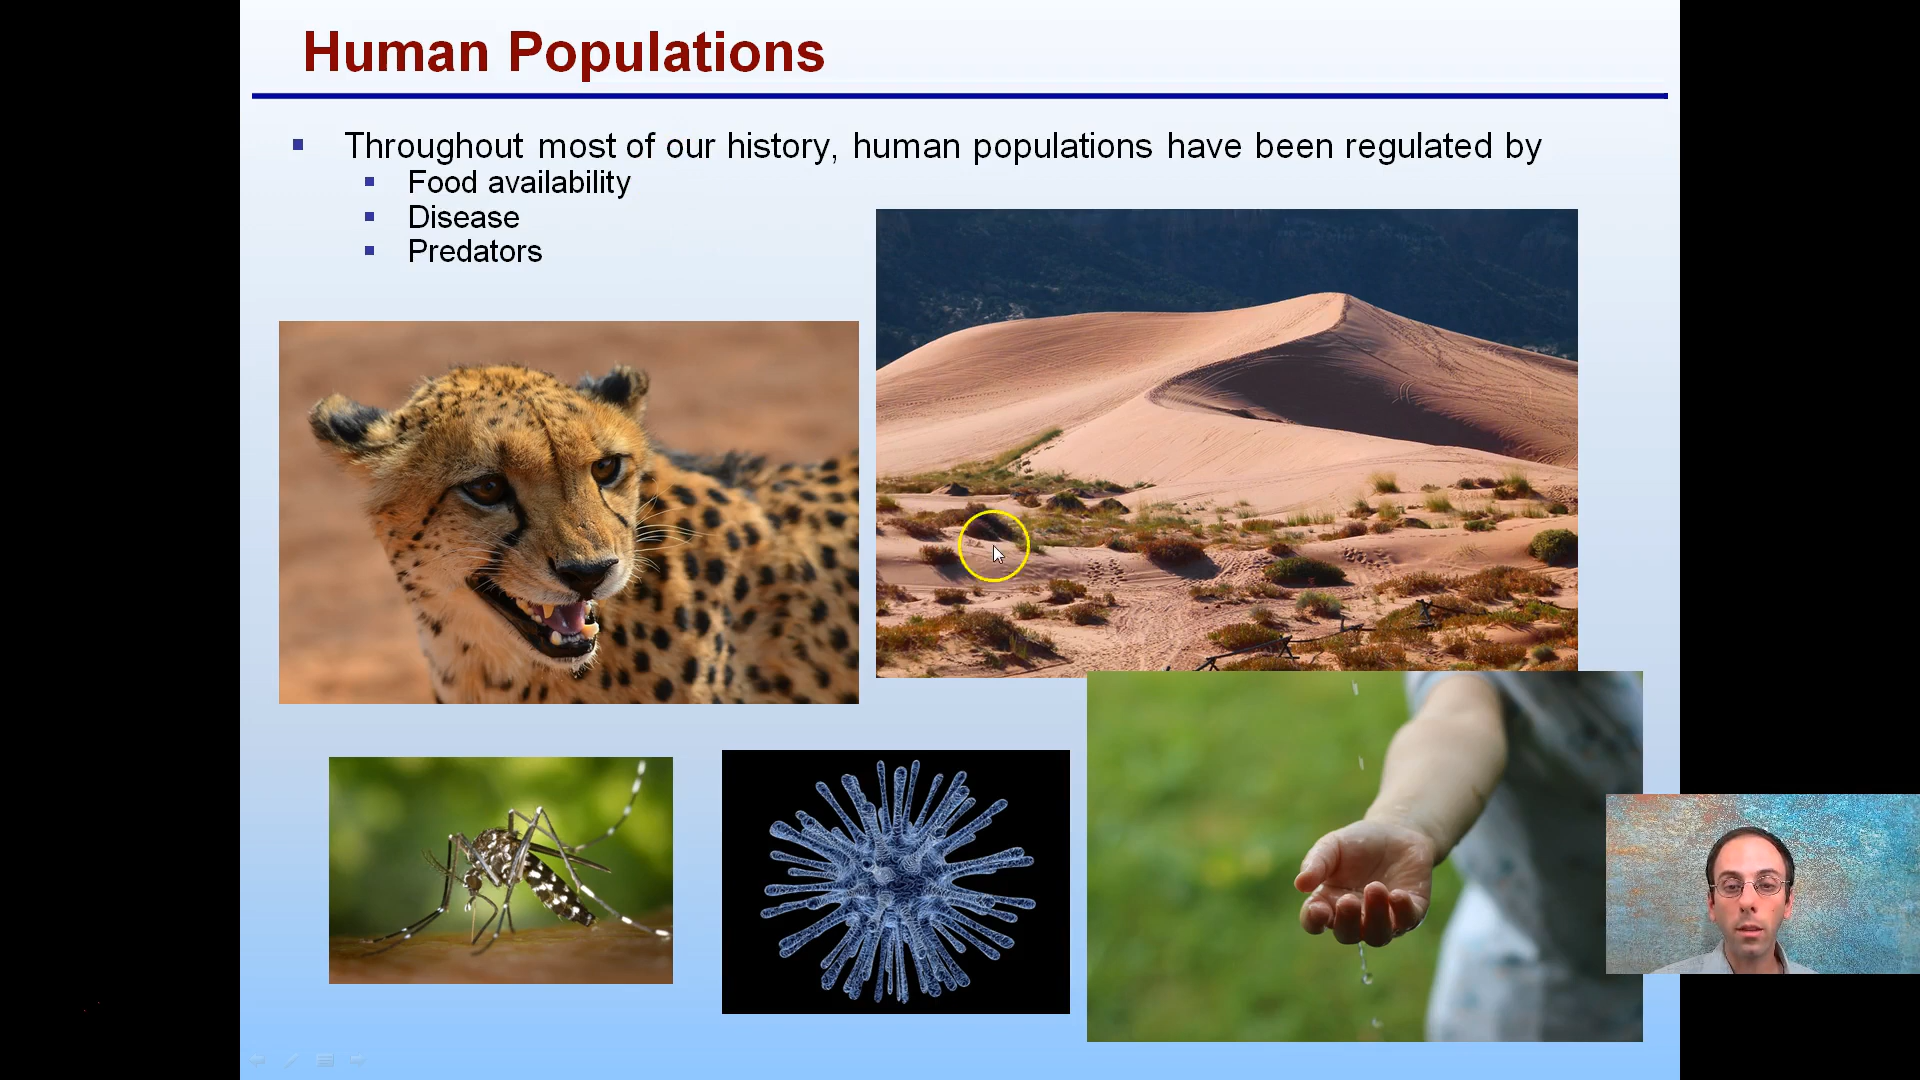 Human Populations
Throughout most of our history, human populations have been regulated by
Food availability
Disease
Predators